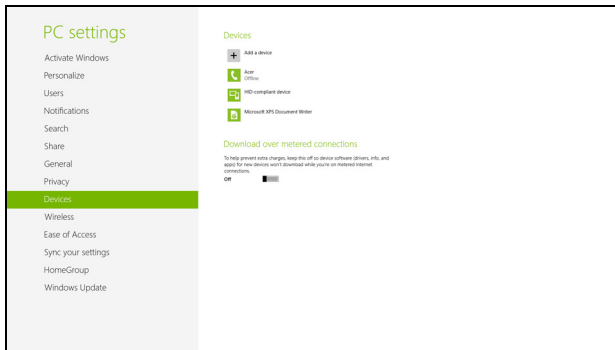 PC settings
Activate Windows
Personalize
Users
Notifications
Search
Share
General
Privacy
Devices
Wireless
Ease of Access
Sync your settings
HomeGroup
Windows Update
Devices
Add a device
Acer
Offline
HID-compliant device
Microsoft XPS Document Writer
Download over metered connections
To help prevent extra charges, keep this off so device software (drivers, info, and
apps) for new devices won't download while you're on metered Internet
connections.
Off